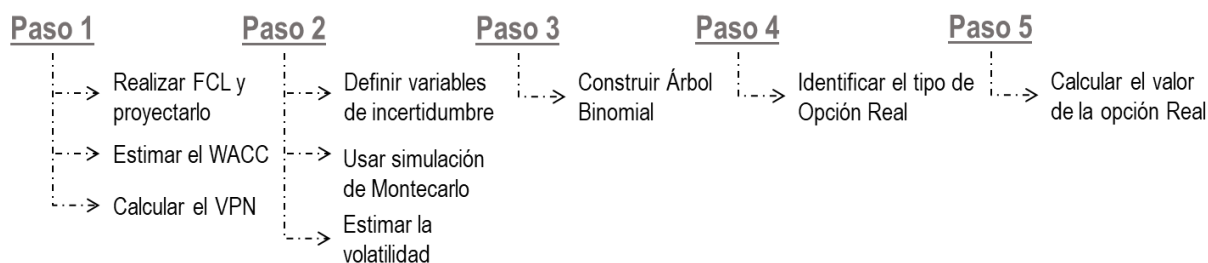 Paso 1
Realizar FCL y
proyectarlo
Estimar el WACC
Calcular el VPN
Paso 2
Definir variables
de incertidumbre
Usar simulación
de Montecarlo
Estimar la
volatilidad
Paso 3
Construir Árbol
Binomial
Paso 4
Identificar el tipo de
Opción Real
Paso 5
Calcular el valor
de la opción Real